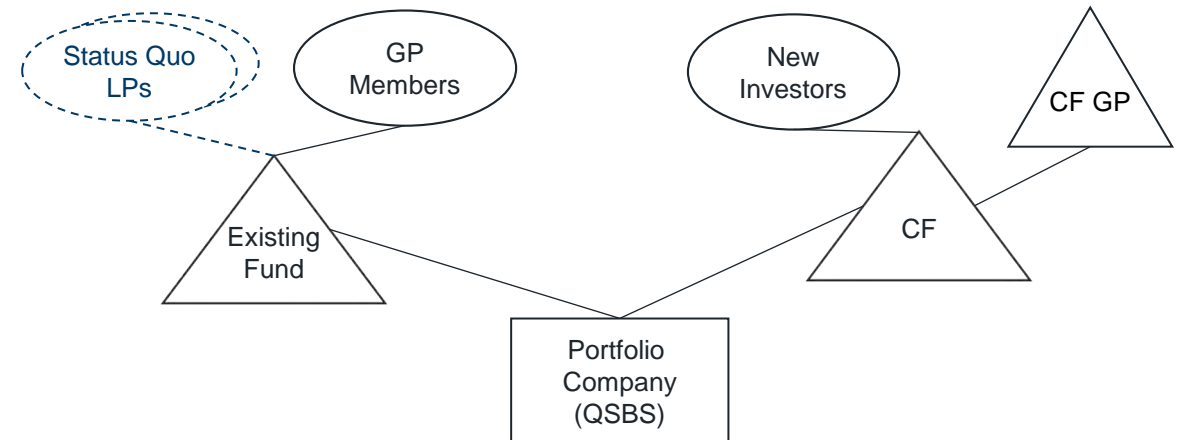 Status Quo
LPs
GP
Members
New
Investors
CF GP
Existing
Fund
CF
Portfolio
Company
(QSBS)